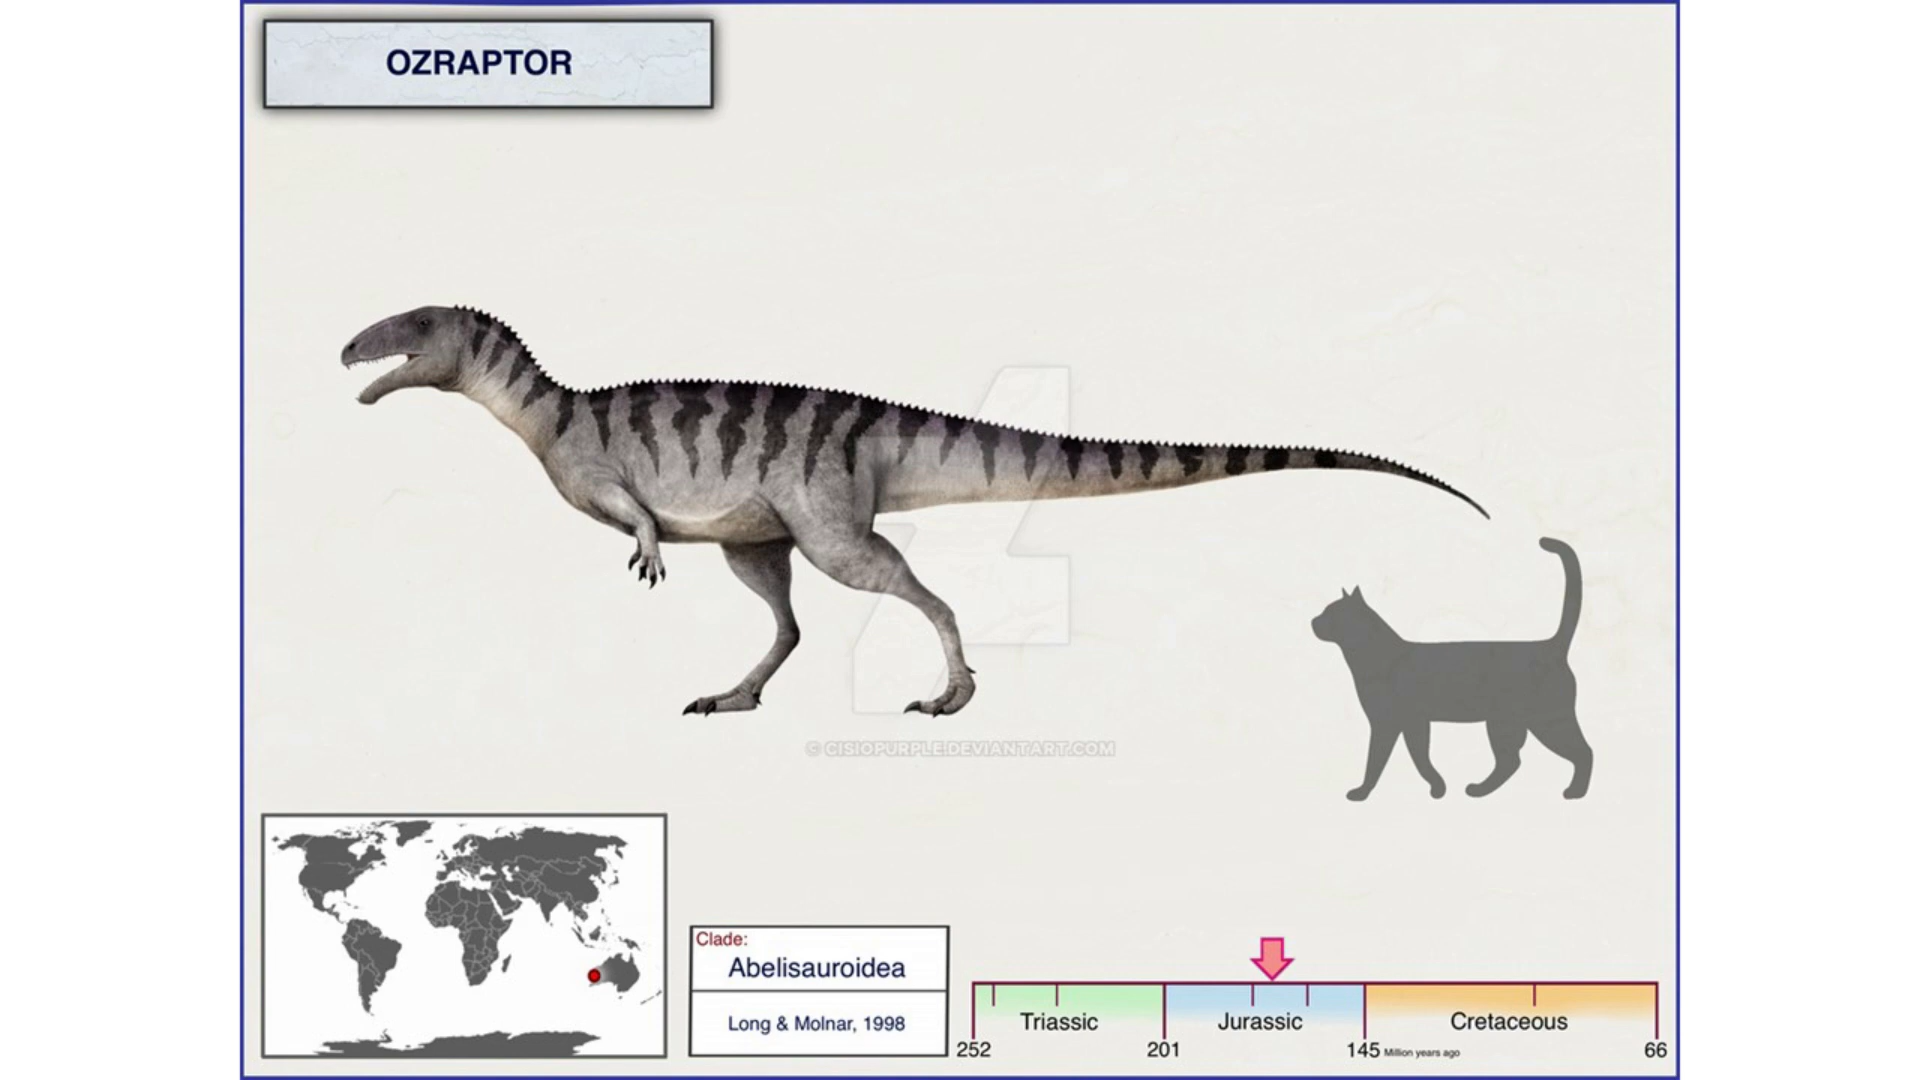 OZRAPTOR
© CISIOPURPLE.DEVIANTART.COM
Clade:
Abelisauroidea
Long & Molnar, 1998
Triassic
Jurassic
Cretaceous
252
201
145 Million years ago
66